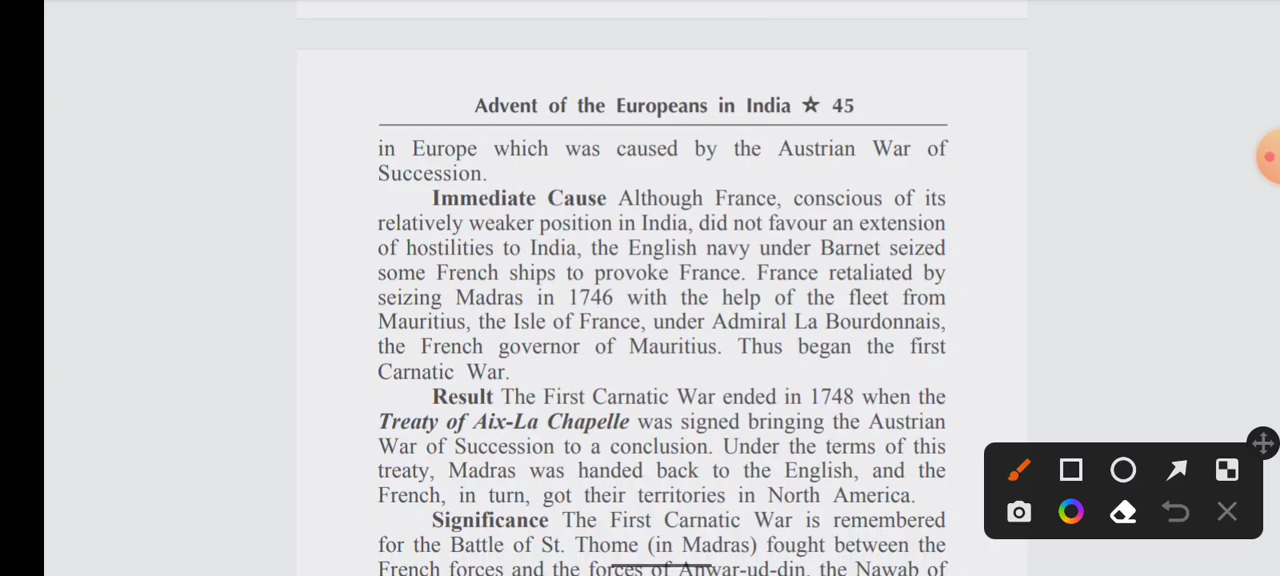 Advent of the Europeans in India ☆ 45
in Europe which was caused by the Austrian War of
Succession.
Immediate Cause Although France, conscious of its
relatively weaker position in India, did not favour an extension
of hostilities to India, the English navy under Barnet seized
some French ships to provoke France. France retaliated by
seizing Madras in 1746 with the help of the fleet from
Mauritius, the Isle of France, under Admiral La Bourdonnais,
the French governor of Mauritius. Thus began the first
Carnatic War.
Result The First Carnatic War ended in 1748 when the
Treaty of Aix-La Chapelle was signed bringing the Austrian
War of Succession to a conclusion. Under the terms of this
treaty, Madras was handed back to the English, and the
French, in turn, got their territories in North America.
Significance The First Carnatic War is remembered
for the Battle of St. Thome (in Madras) fought between the
French forces and the forces of Anwar-ud-din, the Nawab of